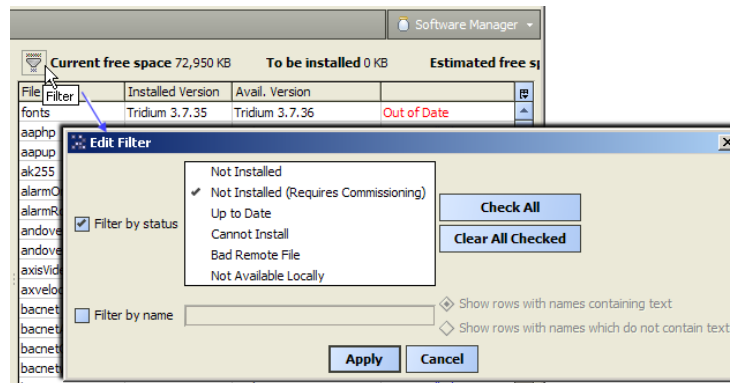 Software Manager
Current free space 72,950 KB To be installed 0 KB Estimated free
File Installed Version Avail. Version
Filter
fonts Tridium 3.7.35 Tridium 3.7.36 Out of Date
aaphp
aapup
ak255
alarmO
alarmRe
andove
andove
axisVid
axveloc
bacnet
bacnet
bacnet
bacnet
Edit Filter
Filter by status
Not Installed
Not Installed (Requires Commissioning)
Up to Date
Cannot Install
Bad Remote File
Not Available Locally
Check All
Clear All Checked
Filter by name
Show rows with names containing text
Show rows with names which do not contain text
Apply Cancel